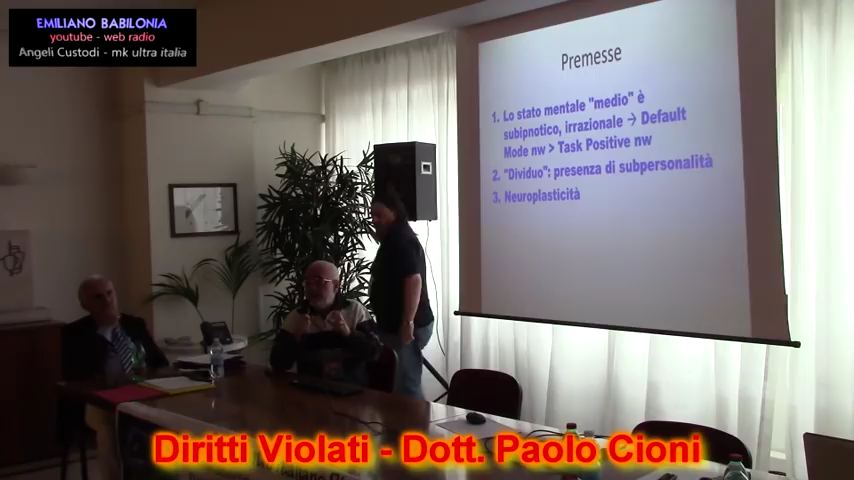 EMILIANO BABILONIA
youtube - web radio
Angeli Custodi - mk ultra italia
Premesse
1. Lo stato mentale "medio" è
subipnotico, irrazionale → Default
Mode nw > Task Positive nw
2. "Dividuo": presenza di subpersonalità
3. Neuroplasticità
Diritti Violati - Dott. Paolo Cioni